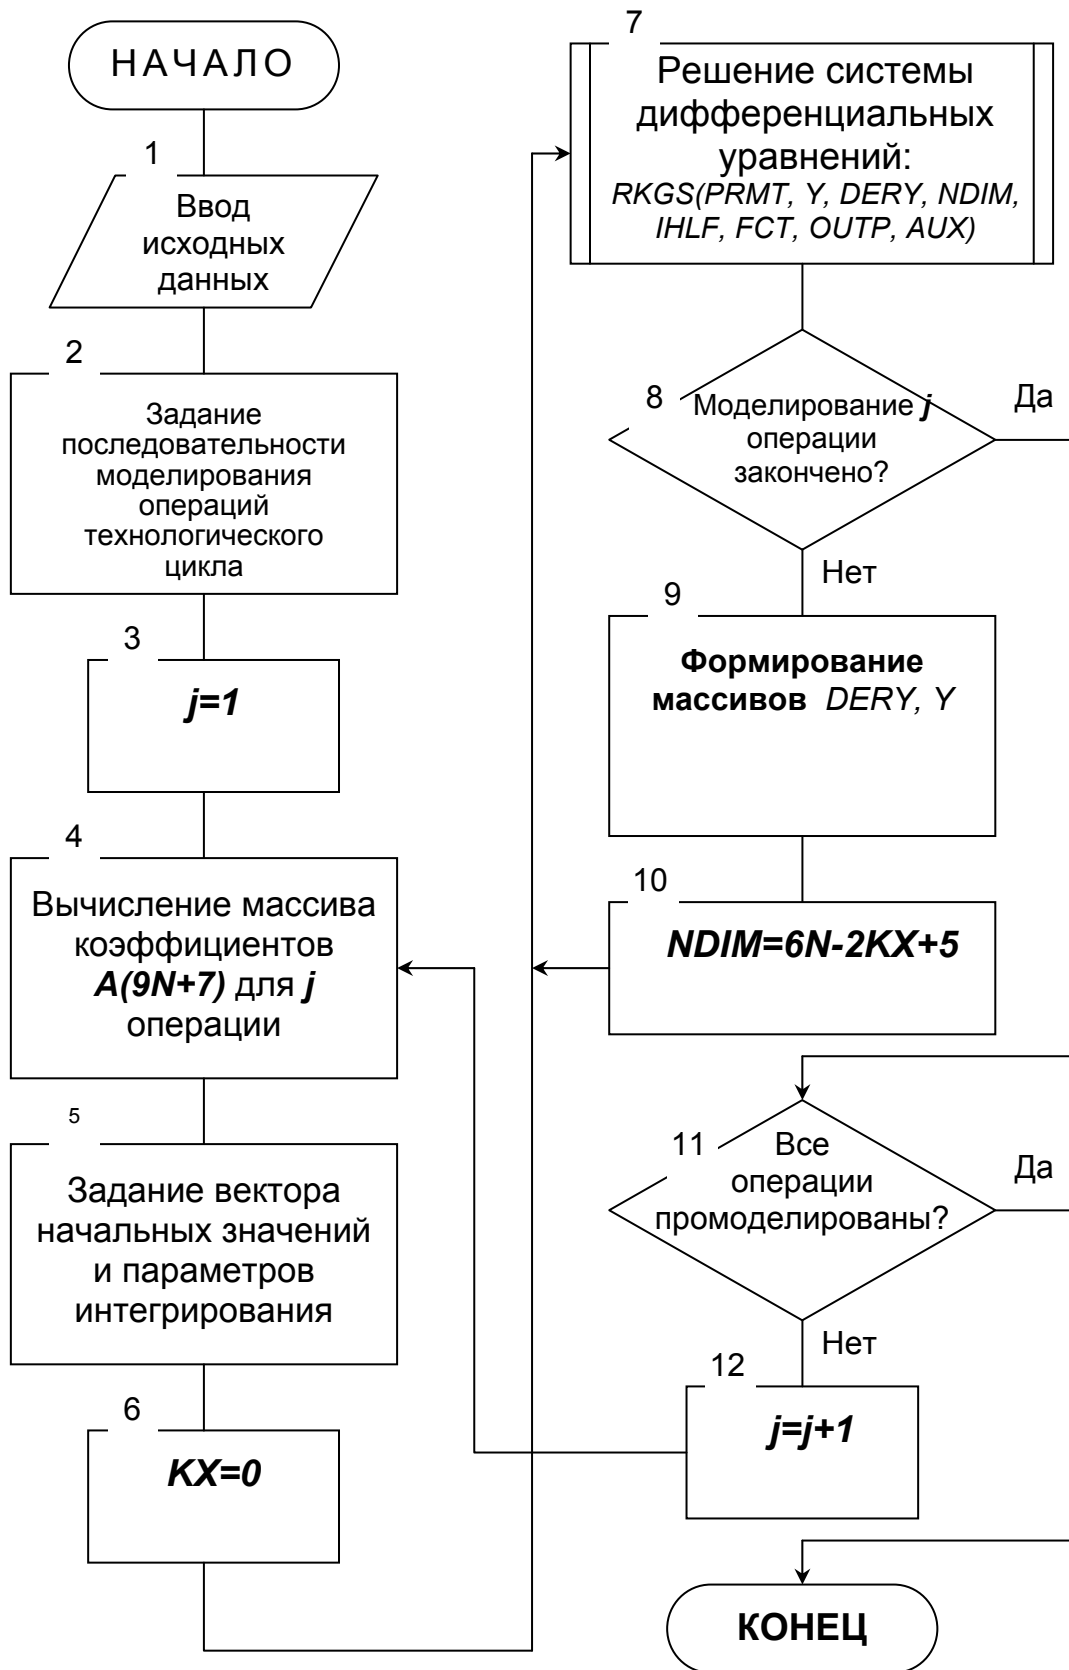 НАЧАЛО
1
Ввод
исходных
данных
2
Задание
последовательности
моделирования
операций
технологического
цикла
3
j=1
4
Вычисление массива
коэффициентов
A(9N+7) для j
операции
5
Задание вектора
начальных значений
и параметров
интегрирования
6
KX=0
7
Решение системы
дифференциальных
уравнений:
RKGS(PRMT, Y, DERY, NDIM,
IHLF, FCT, OUTP, AUX)
8
Моделирование j
операции
закончено?
Да
Нет
9
Формирование
массивов DERY, Y
10
NDIM=6N-2KX+5
11
Все
операции
промоделированы?
Да
Нет
12
j=j+1
КОНЕЦ